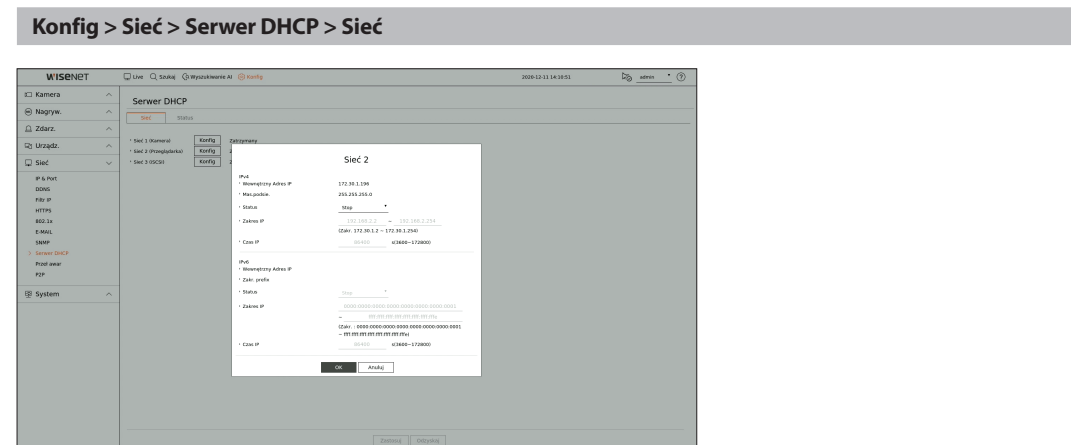 Konfig > Sieć > Serwer DHCP > Sieć
WISENET
Live Szukaj Wyszukiwanie AI Konfig 2020-12-11 14:10:51 admin
Kamera
Nagryw.
Zdarz.
Urządz.
Sieć
IP & Port
DDNS
Filtr IP
HTTPS
802.1x
E-MAIL
SNMP
Serwer DHCP
Przeł awar
P2P
System
Serwer DHCP
Sieć Status
Sieć 1 (Kamera) Konfig Zatrzymany
Sieć 2 (Przeglądarka) Konfig
Sieć 3 (iSCSI) Konfig
Sieć 2
IPv4
Wewnętrzny Adres IP 172.30.1.196
Mas.podsie. 255.255.255.0
Status Stop
Zakres IP 192.168.2.2 ~ 192.168.2.254
(Zakr. 172.30.1.2 ~ 172.30.1.254)
Czas IP 86400 s(3600~172800)
IPv6
Wewnętrzny Adres IP
Zakr. prefix
Status Stop
Zakres IP 0000:0000:0000:0000:0000:0000:0000:0001
~ ffff:ffff:ffff:ffff:ffff:ffff:ffff:fffe
(Zakr. : 0000:0000:0000:0000:0000:0000:0000:0001
~ ffff:ffff:ffff:ffff:ffff:ffff:ffff:fffe)
Czas IP 86400 s(3600~172800)
OK Anuluj
Zastosuj Odzyskaj